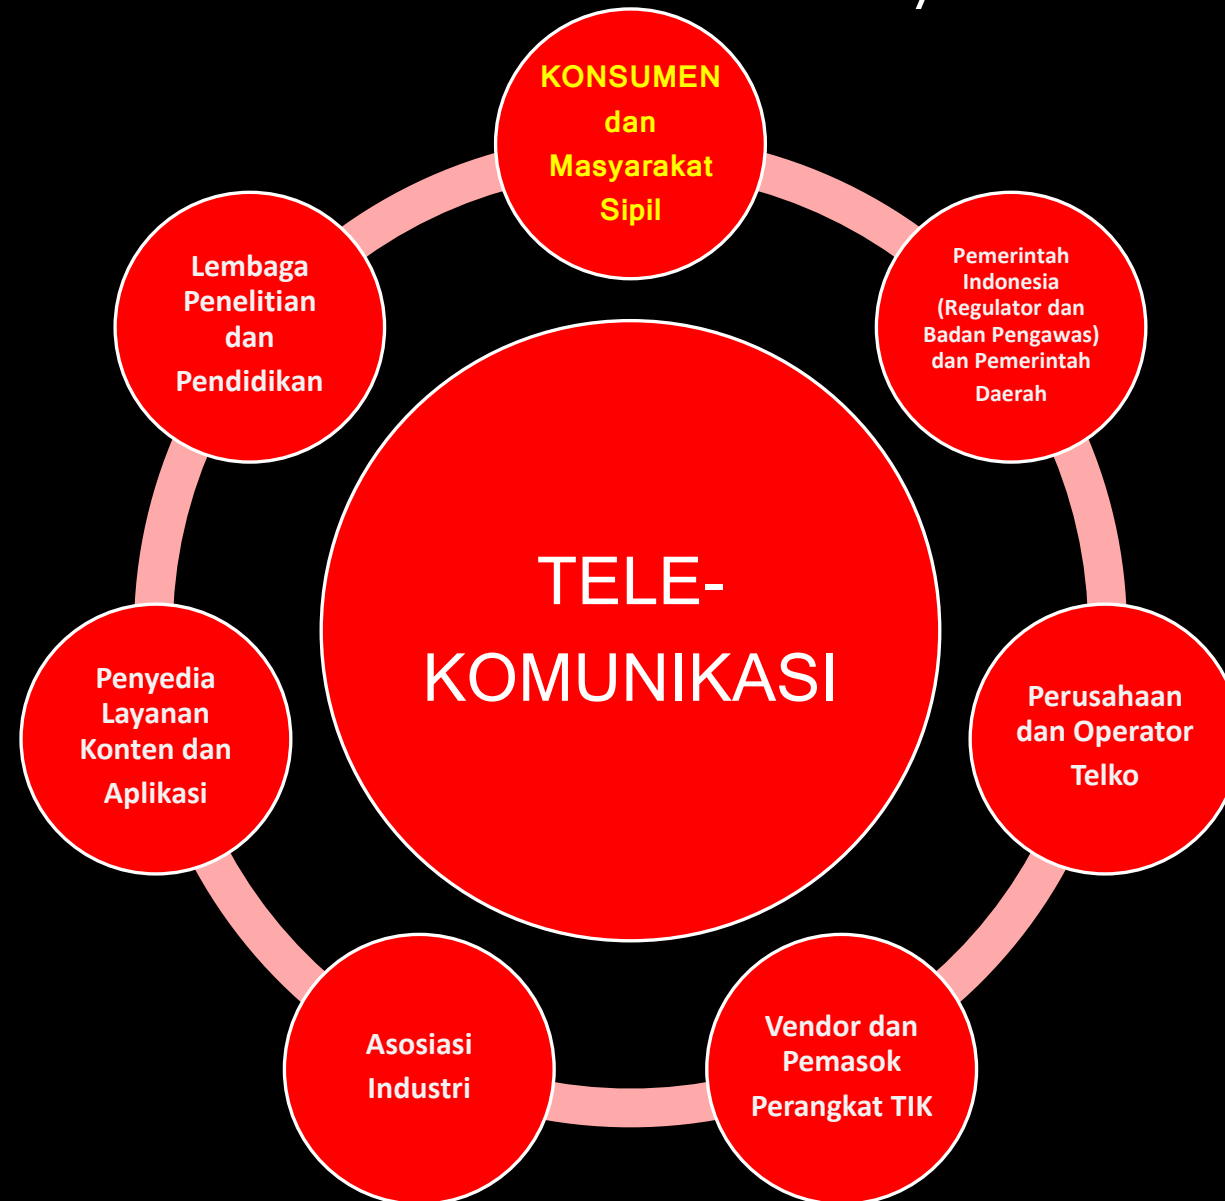 KONSUMEN
dan
Masyarakat
Sipil
Pemerintah
Indonesia
(Regulator dan
Badan Pengawas)
dan Pemerintah
Daerah
Perusahaan
dan Operator
Telko
Vendor dan
Pemasok
Perangkat TIK
Asosiasi
Industri
Penyedia
Layanan
Konten dan
Aplikasi
Lembaga
Penelitian
dan
Pendidikan
TELE-
KOMUNIKASI